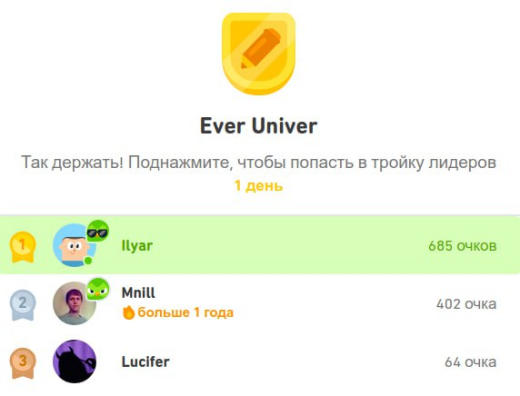 Ever Univer
Так держать! Поднажмите, чтобы попасть в тройку лидеров
1 день
1 Ilyar 685 очков
2 Mnill 402 очка
больше 1 года
3 Lucifer 64 очка